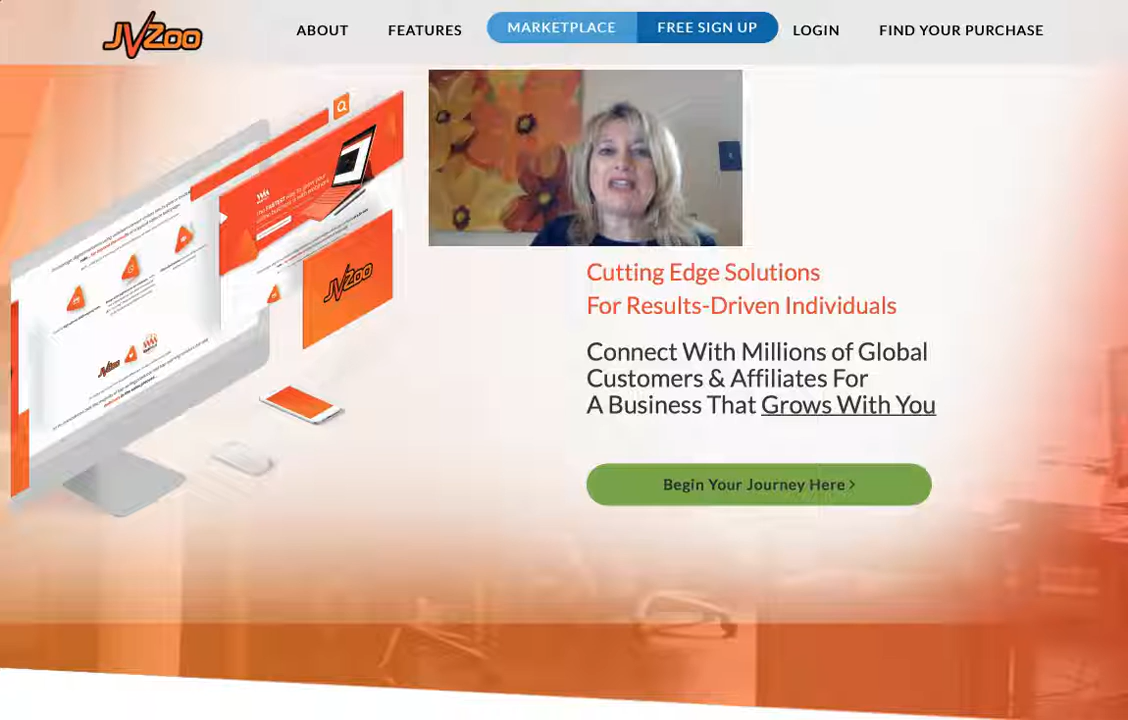 JVZoo
ABOUT
FEATURES
MARKETPLACE
FREE SIGN UP
LOGIN
FIND YOUR PURCHASE
JVZoo
Cutting Edge Solutions
For Results-Driven Individuals
Connect With Millions of Global
Customers & Affiliates For
A Business That Grows With You
Begin Your Journey Here >